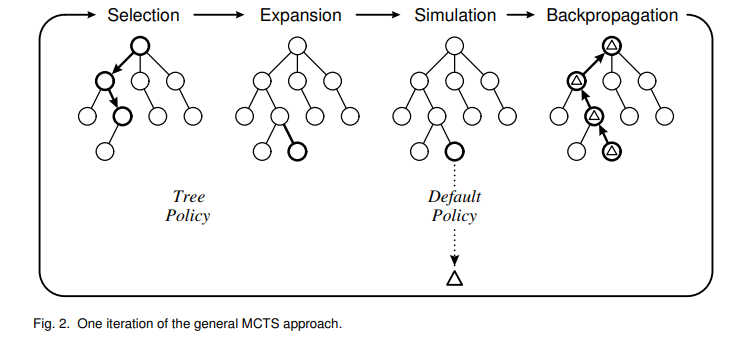 Selection
Expansion
Simulation
Backpropagation
Tree
Policy
Default
Policy
Fig. 2. One iteration of the general MCTS approach.